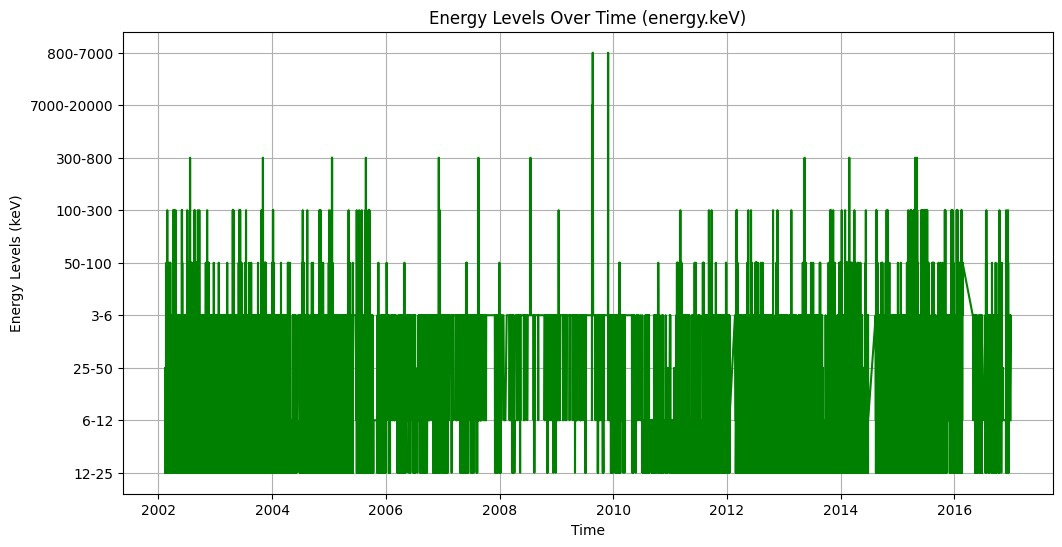 Energy Levels Over Time (energy.keV)
Energy Levels (keV)
800-7000
7000-20000
300-800
100-300
50-100
3-6
25-50
6-12
12-25
2002 2004 2006 2008 2010 2012 2014 2016
Time